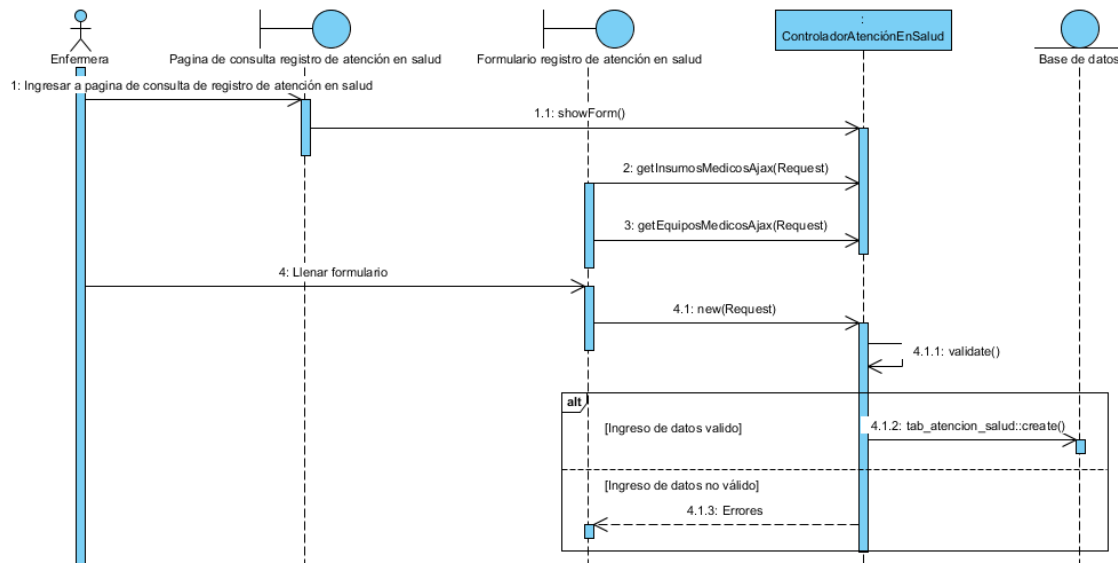 :
ControladorAtenciónEnSalud
Enfermera
Pagina de consulta registro de atención en salud
Formulario registro de atención en salud
Base de datos
1: Ingresar a pagina de consulta de registro de atención en salud
1.1: showForm()
2: getInsumosMedicosAjax(Request)
3: getEquiposMedicosAjax(Request)
4: Llenar formulario
4.1: new(Request)
4.1.1: validate()
alt
[Ingreso de datos valido]
4.1.2: tab_atencion_salud::create()
[Ingreso de datos no válido]
4.1.3: Errores